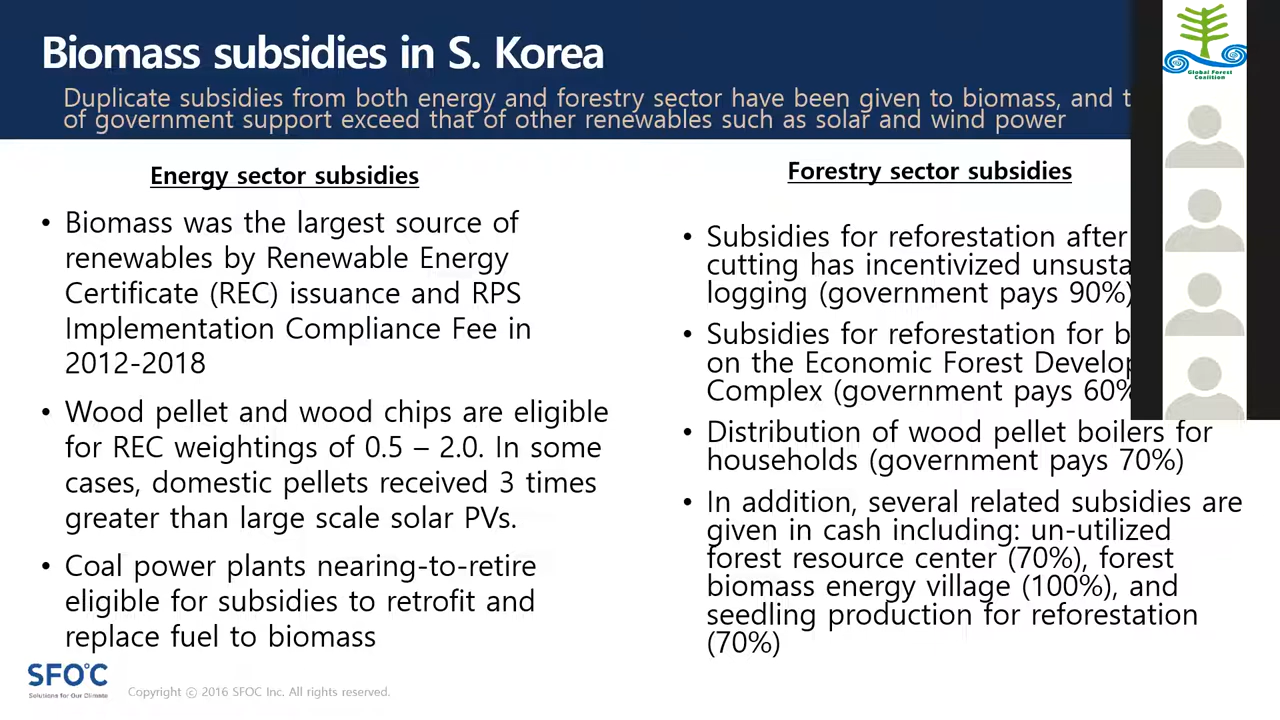 Biomass subsidies in S. Korea
Duplicate subsidies from both energy and forestry sector have been given to biomass, and
of government support exceed that of other renewables such as solar and wind power
Energy sector subsidies
• Biomass was the largest source of
renewables by Renewable Energy
Certificate (REC) issuance and RPS
Implementation Compliance Fee in
2012-2018
• Wood pellet and wood chips are eligible
for REC weightings of 0.5 – 2.0. In some
cases, domestic pellets received 3 times
greater than large scale solar PVs.
• Coal power plants nearing-to-retire
eligible for subsidies to retrofit and
replace fuel to biomass
Forestry sector subsidies
• Subsidies for reforestation after
cutting has incentivized
logging (government pays 90%)
• Subsidies for reforestation for
on the Economic Forest
Complex (government pays 60%
• Distribution of wood pellet boilers for
households (government pays 70%)
• In addition, several related subsidies are
given in cash including: un-utilized
forest resource center (70%), forest
biomass energy village (100%), and
seedling production for reforestation
(70%)
Global Forest
Coalition
SFOC
Solutions for Our Climate
Copyright ⓒ 2016 SFOC Inc. All rights reserved.